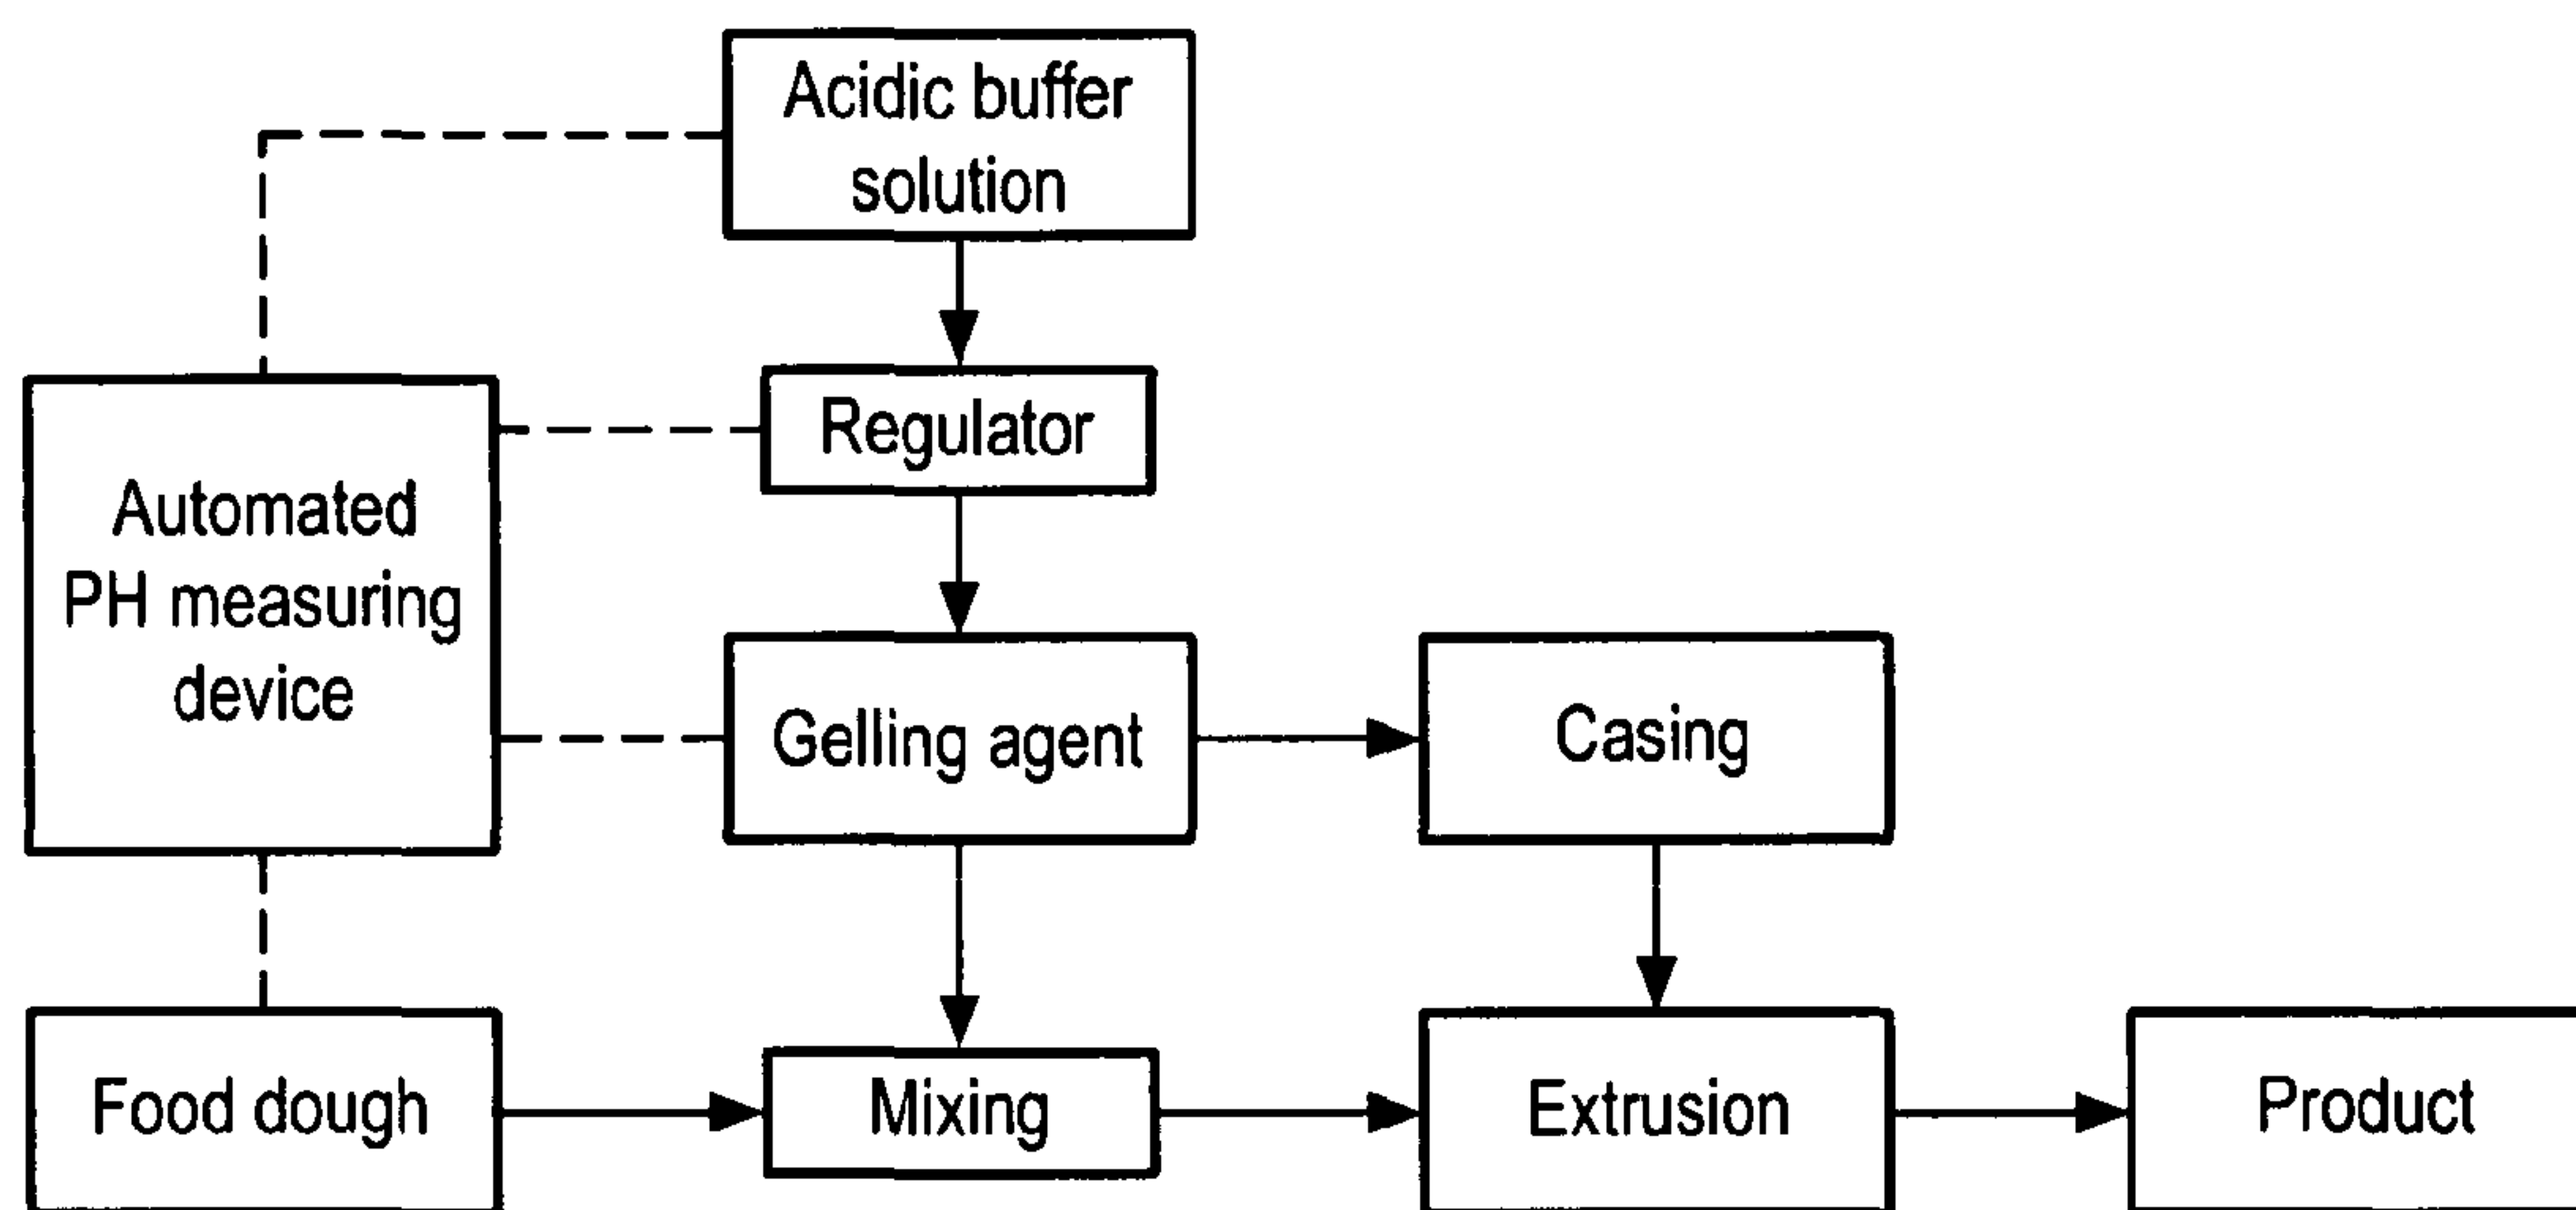 Acidic buffer
solution
Regulator
Automated
PH measuring
device
Gelling agent
Casing
Food dough
Mixing
Extrusion
Product